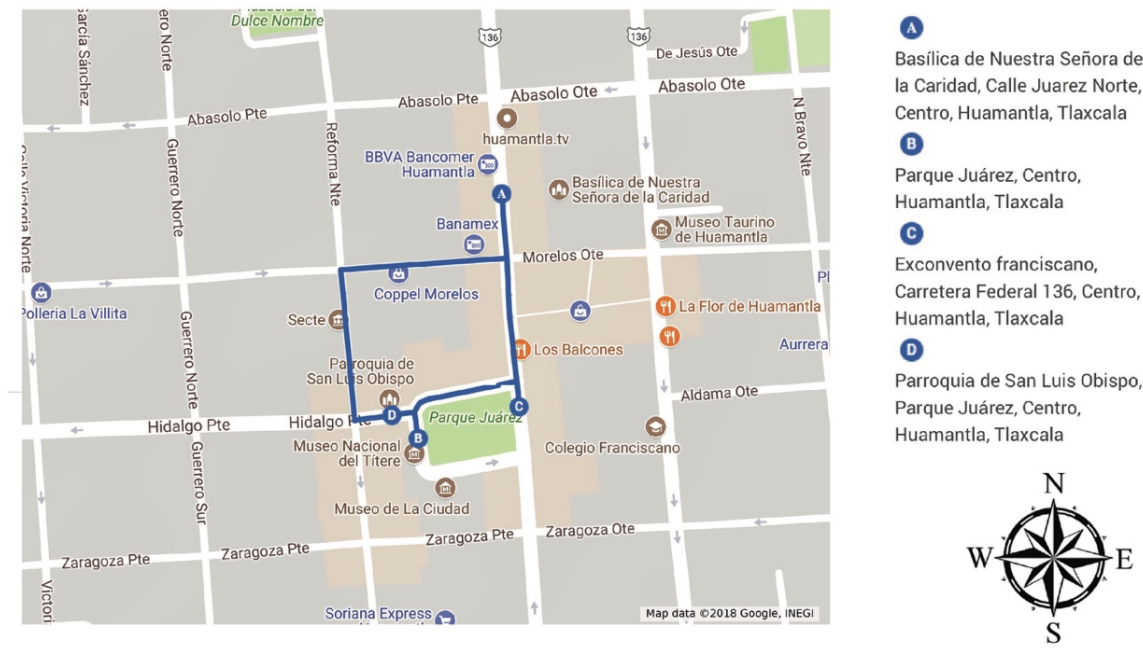 Dulce Nombre
García Sánchez
Reforma Nte
136
136
De Jesús Ote
N Bravo Nte
Abasolo Pte
Abasolo Ote
Abasolo Ote
Abasolo Pte
huamantla.tv
BBVA Bancomer
Huamantla
Guerrero Norte
A
Basílica de Nuestra
Señora de la Caridad
Banamex
Museo Taurino
de Huamantla
Morelos Ote
Coppel Morelos
Polleria La Villita
Secte
La Flor de Huamantla
Los Balcones
Aurrera
Guerrero Norte
Parroquia de
San Luis Obispo
Aldama Ote
C
D
Parque Juárez
Hidalgo Pte
Hidalgo Pte
B
Museo Nacional
del Títere
Colegio Franciscano
Guerrero Sur
Museo de La Ciudad
Zaragoza Pte
Zaragoza Pte
Zaragoza Pte
Zaragoza Ote
Soriana Express
Map data ©2018 Google, INEGI
A
Basílica de Nuestra Señora de
la Caridad, Calle Juarez Norte,
Centro, Huamantla, Tlaxcala
B
Parque Juárez, Centro,
Huamantla, Tlaxcala
C
Exconvento franciscano,
Carretera Federal 136, Centro,
Huamantla, Tlaxcala
D
Parroquia de San Luis Obispo,
Parque Juárez, Centro,
Huamantla, Tlaxcala
N
W
E
S